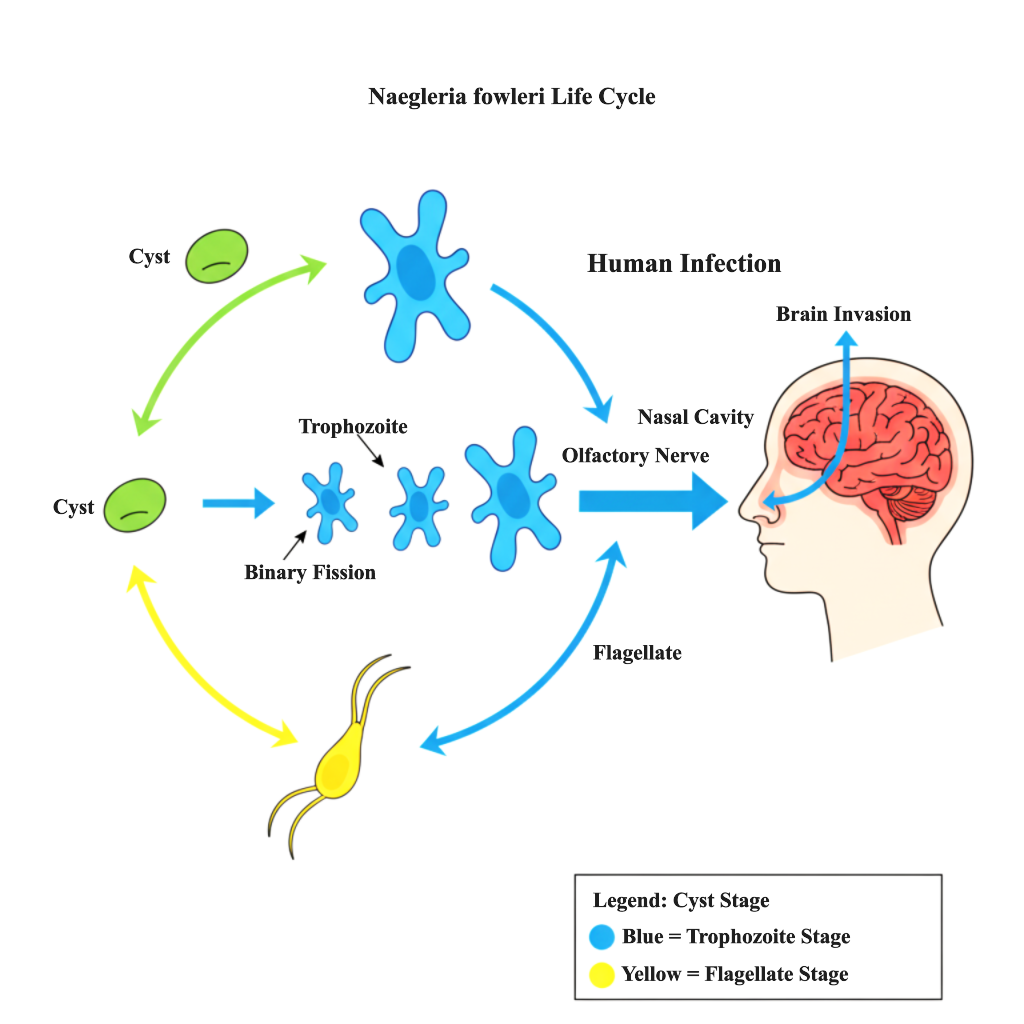 Naegleria fowleri Life Cycle
Cyst
Human Infection
Brain Invasion
Nasal Cavity
Trophozoite
Olfactory Nerve
Cyst
Binary Fission
Flagellate
Legend: Cyst Stage
Blue = Trophozoite Stage
Yellow = Flagellate Stage